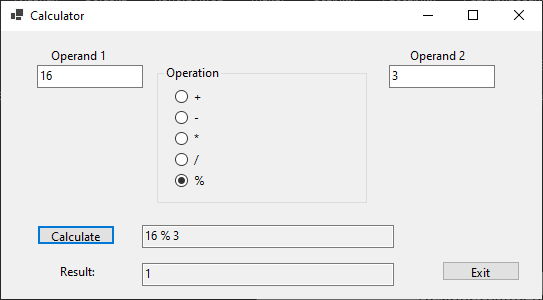 Calculator
Operand 1
Operand 2
16
Operation
3
+
-
*
/
%
Calculate
16 % 3
Result:
1
Exit